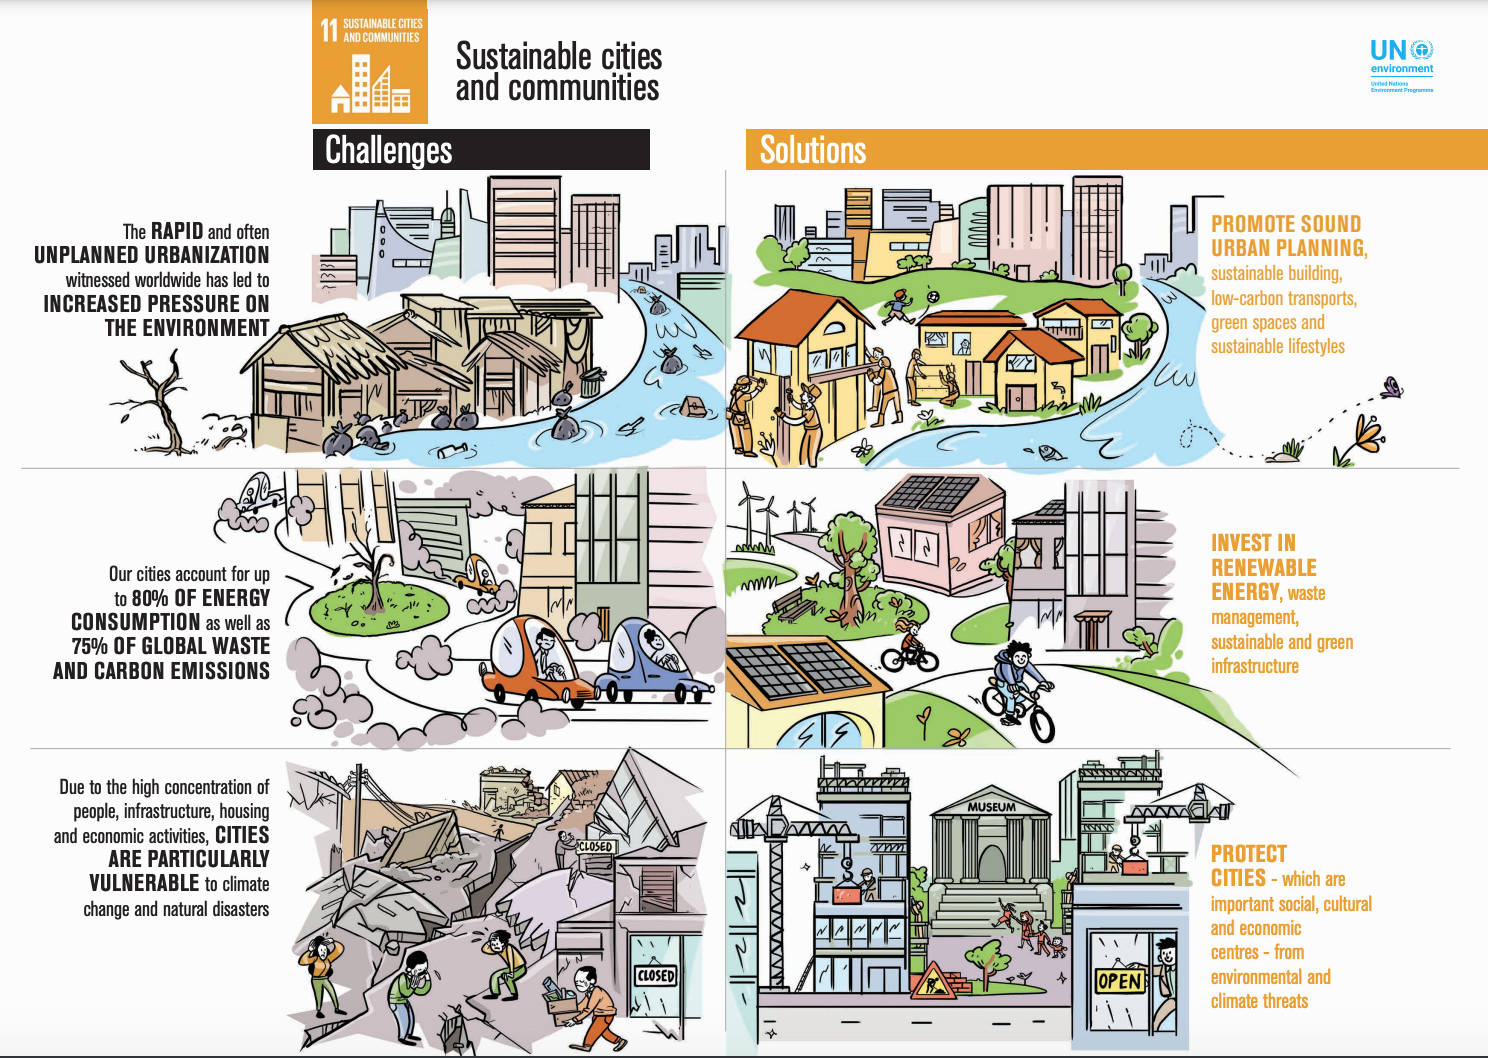 11 SUSTAINABLE CITIES
AND COMMUNITIES
Sustainable cities
and communities
UN
environment
United Nations
Environment Programme
Challenges
Solutions
The RAPID and often
UNPLANNED URBANIZATION
witnessed worldwide has led to
INCREASED PRESSURE ON
THE ENVIRONMENT
PROMOTE SOUND
URBAN PLANNING,
sustainable building,
low-carbon transports,
green spaces and
sustainable lifestyles
Our cities account for up
to 80% OF ENERGY
CONSUMPTION as well as
75% OF GLOBAL WASTE
AND CARBON EMISSIONS
INVEST IN
RENEWABLE
ENERGY, waste
management,
sustainable and green
infrastructure
Due to the high concentration of
people, infrastructure, housing
and economic activities, CITIES
ARE PARTICULARLY
VULNERABLE to climate
change and natural disasters
CLOSED
CLOSED
MUSEUM
OPEN
PROTECT
CITIES - which are
important social, cultural
and economic
centres - from
environmental and
climate threats